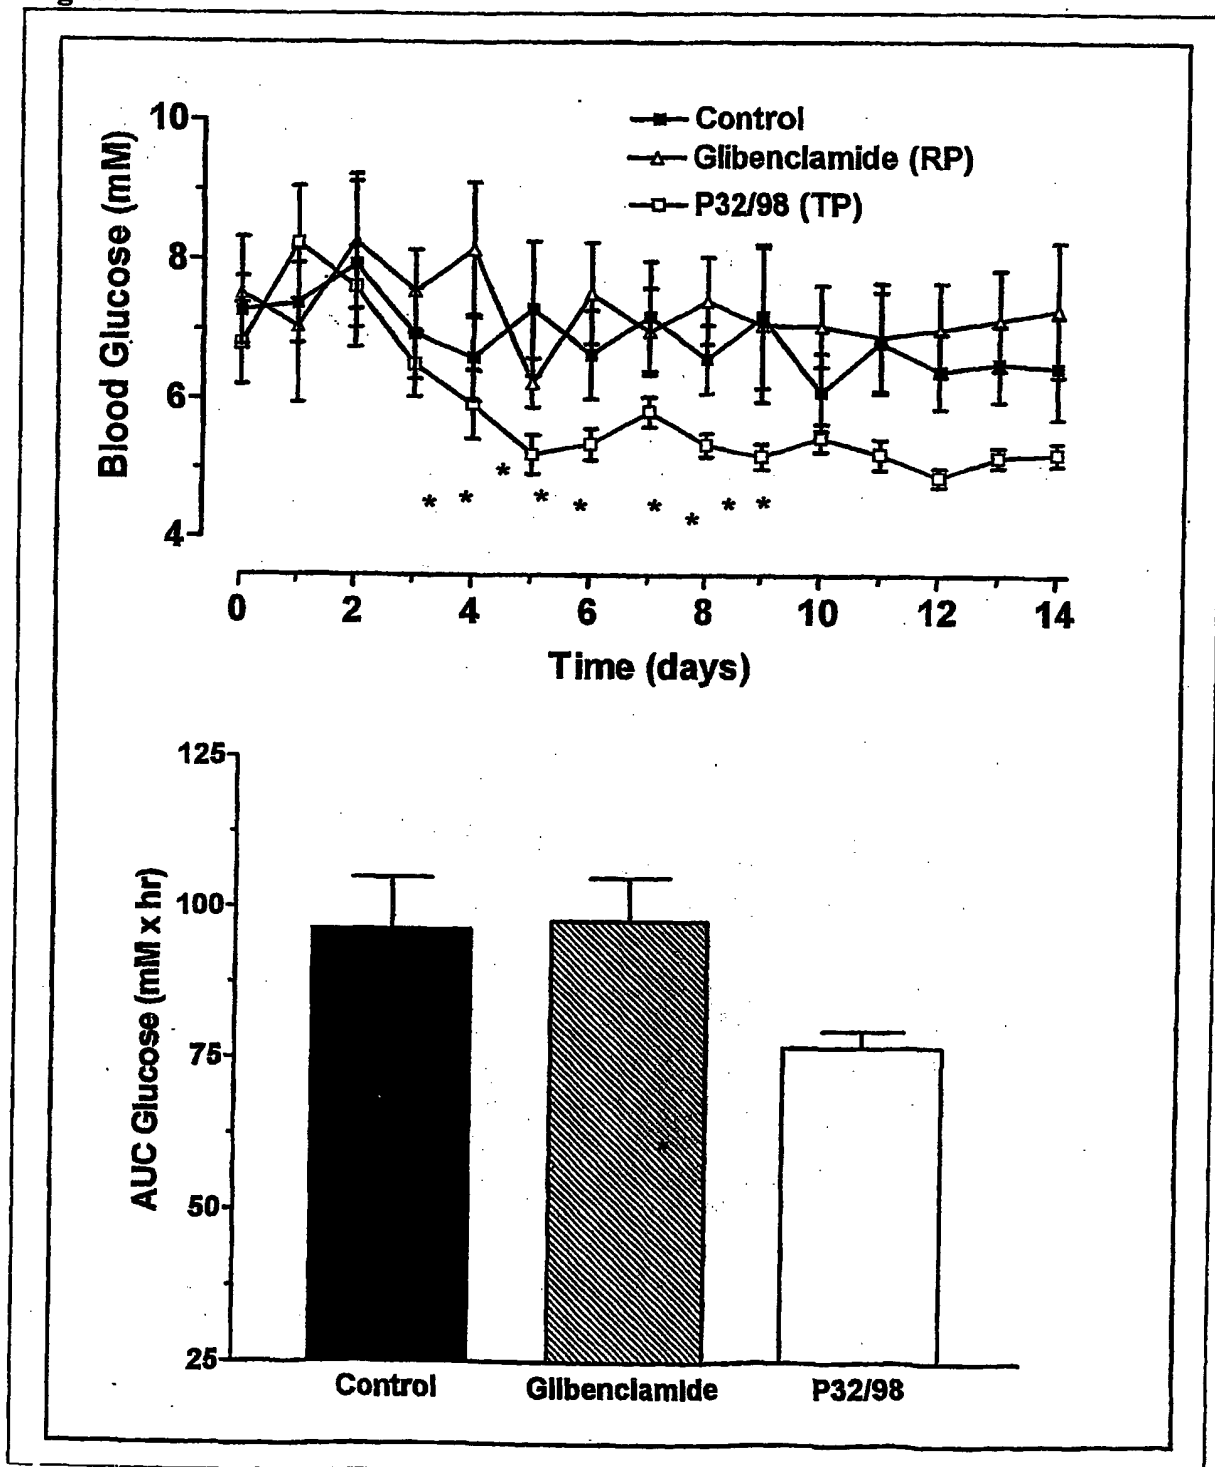 10
8
6
4
Blood Glucose (mM)
Control
Glibenclamide (RP)
P32/98 (TP)
* * * * * * * * *
0 2 4 6 8 10 12 14
Time (days)
125
100
75
50
25
AUC Glucose (mM x hr)
*
Control Glibenclamide P32/98